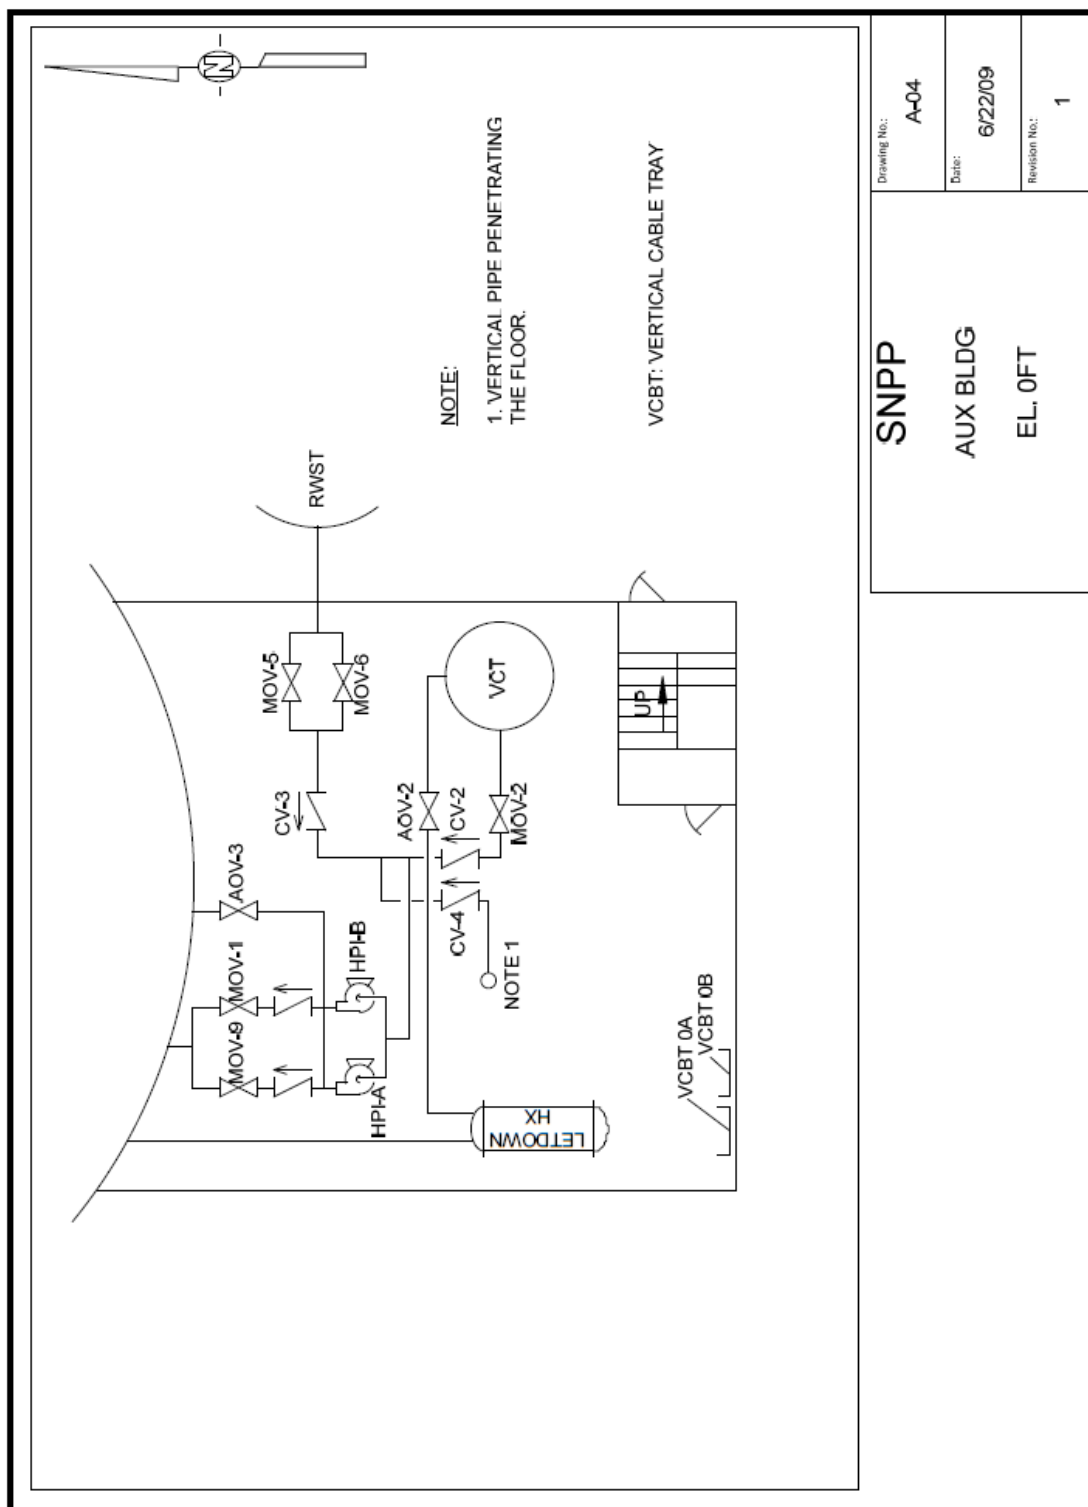 N
MOV-9
MOV-1
AOV-3
HPI-A
HPI-B
CV-3
MOV-5
MOV-6
RWST
AOV-2
CV-2
MOV-2
CV-4
NOTE 1
VCT
LETDOWN
HX
UP
VCBT 0A
VCBT 0B
NOTE:
1. VERTICAL PIPE PENETRATING
THE FLOOR.
VCBT: VERTICAL CABLE TRAY
SNPP
AUX BLDG
EL. 0FT
Drawing No.:
A-04
Date:
6/22/09
Revision No.:
1